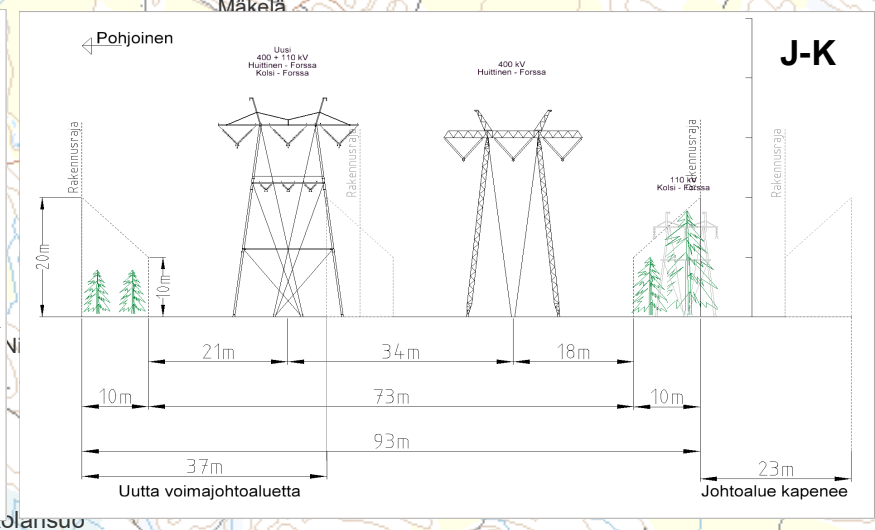 Mäkelä
Pohjoinen
J-K
Uusi
400 + 110 kV
Huittinen - Forssa
Kolsi - Forssa
400 kV
Huittinen - Forssa
Rakennusraja
Rakennusraja
Rakennusraja
Rakennusraja
110 kV
Kolsi - Forssa
20m
10m
21m
34m
18m
10m
73m
10m
93m
37m
23m
Uutta voimajohtoaluetta
Johtoalue kapenee
Ni
olansuo